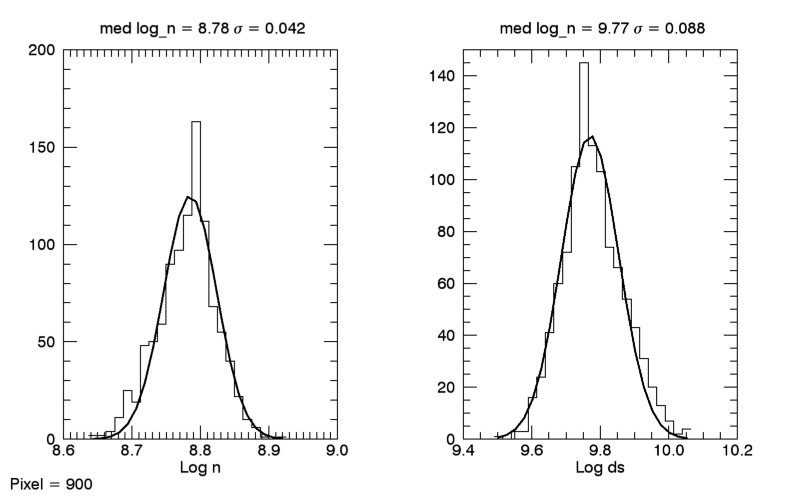 med log_n = 8.78 σ = 0.042
200
150
100
50
0
8.6 8.7 8.8 8.9 9.0
Log n
med log_n = 9.77 σ = 0.088
140
120
100
80
60
40
20
0
9.4 9.6 9.8 10.0 10.2
Log ds
Pixel = 900